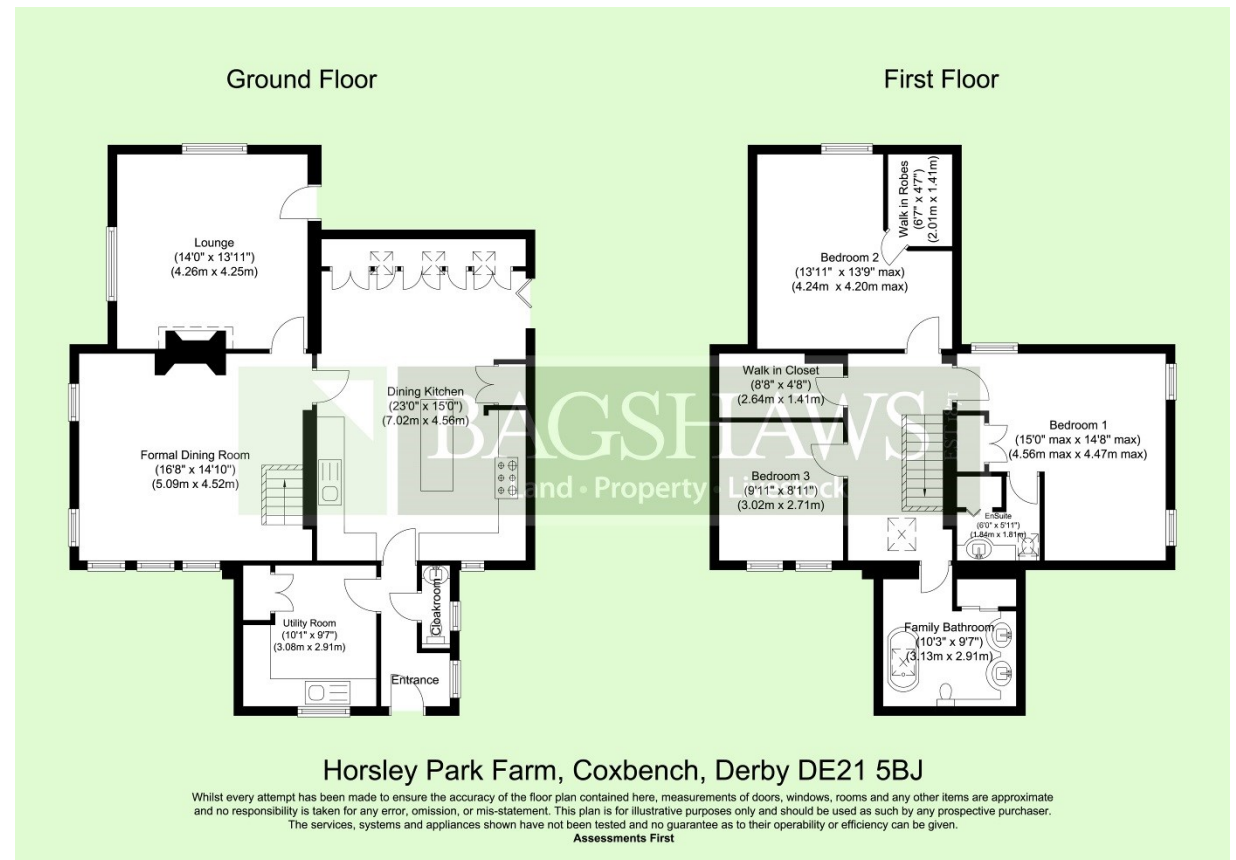 Ground Floor
First Floor
Lounge
(14'0" x 13'11")
(4.26m x 4.25m)
Dining Kitchen
(23'0" x 15'0")
(7.02m x 4.56m)
Formal Dining Room
(16'8" x 14'10")
(5.09m x 4.52m)
Utility Room
(10'1" x 9'7")
(3.08m x 2.91m)
Cloakroom
Entrance
Walk in Robes
(6'7" x 4'7")
(2.01m x 1.41m)
Bedroom 2
(13'11" x 13'9" max)
(4.24m x 4.20m max)
Walk in Closet
(8'8" x 4'8")
(2.64m x 1.41m)
Bedroom 1
(15'0" max x 14'8" max)
(4.56m max x 4.47m max)
Bedroom 3
(9'11" x 8'11")
(3.02m x 2.71m)
EnSuite
(6'0" x 5'11")
(1.84m x 1.81m)
Family Bathroom
(10'3" x 9'7")
(3.13m x 2.91m)
BAGSHAWS
Land · Property · Livestock
Horsley Park Farm, Coxbench, Derby DE21 5BJ
Whilst every attempt has been made to ensure the accuracy of the floor plan contained here, measurements of doors, windows, rooms and any other items are approximate
and no responsibility is taken for any error, omission, or mis-statement. This plan is for illustrative purposes only and should be used as such by any prospective purchaser.
The services, systems and appliances shown have not been tested and no guarantee as to their operability or efficiency can be given.
Assessments First